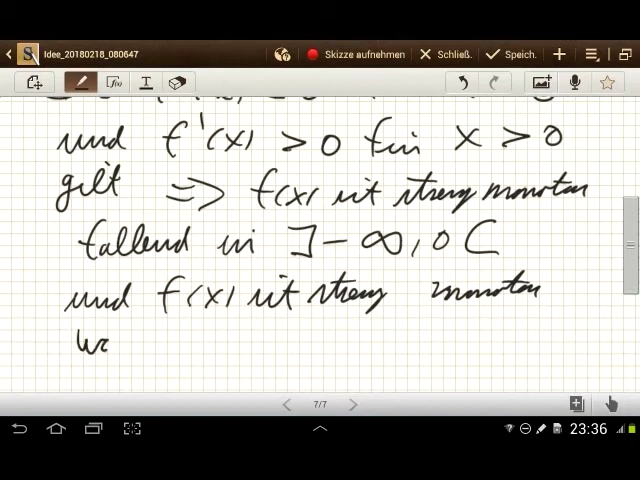 Idee_20180218_080647
Skizze aufnehmen
Schließ.
Speich.
und f'(x) > 0 für x > 0
gilt => f(x) ist streng monoton
fallend in ]-∞,0[
und f(x) ist streng monoton
wa
7/7
23:36